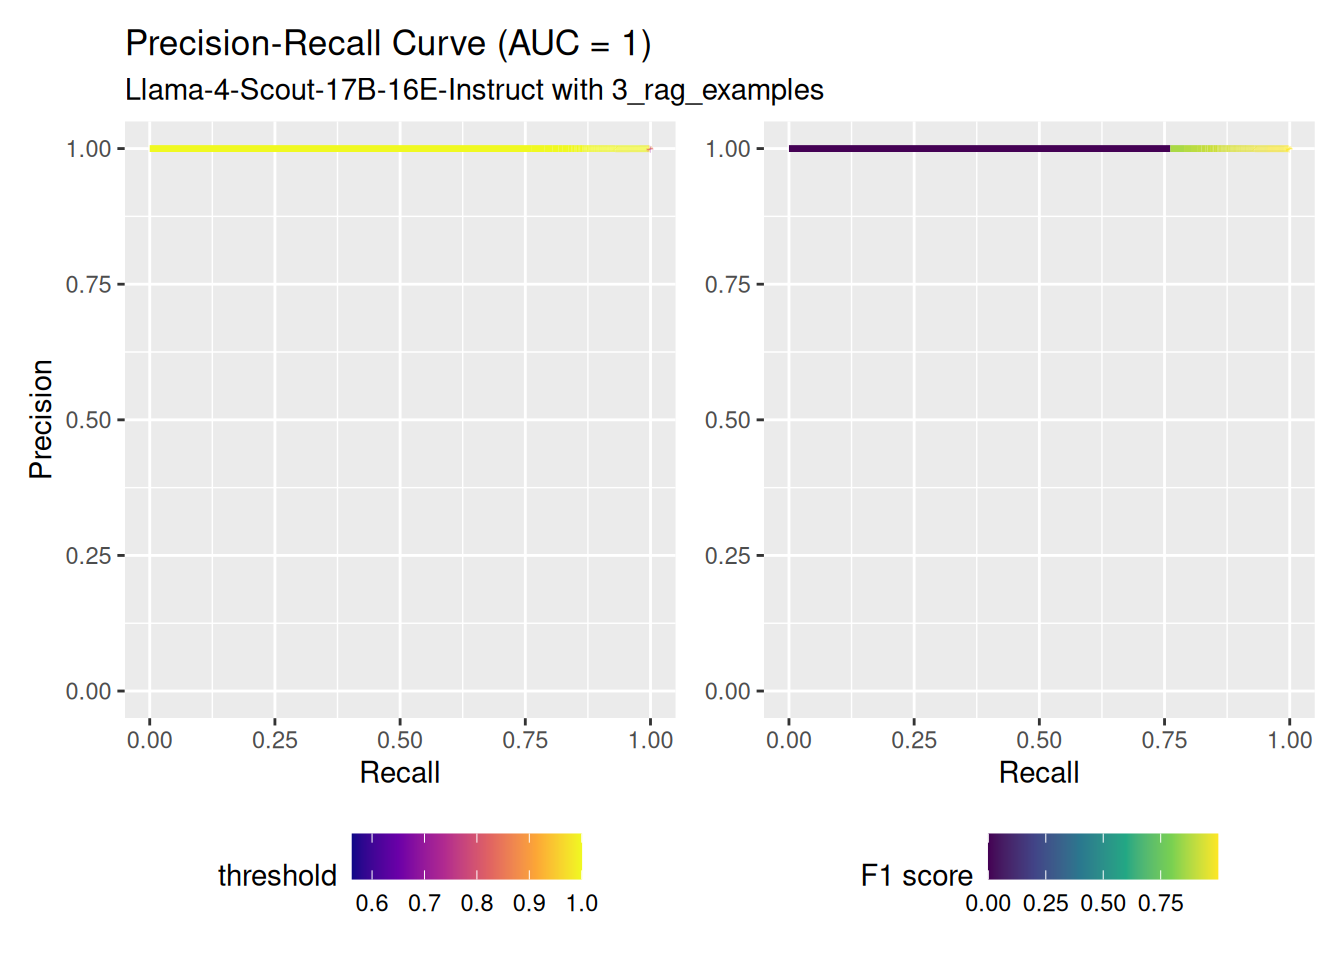 Precision-Recall Curve (AUC = 1)
Llama-4-Scout-17B-16E-Instruct with 3_rag_examples
Precision
1.00
0.75
0.50
0.25
0.00
0.00 0.25 0.50 0.75 1.00
Recall
1.00
0.75
0.50
0.25
0.00
0.00 0.25 0.50 0.75 1.00
Recall
threshold
0.6 0.7 0.8 0.9 1.0
F1 score
0.00 0.25 0.50 0.75